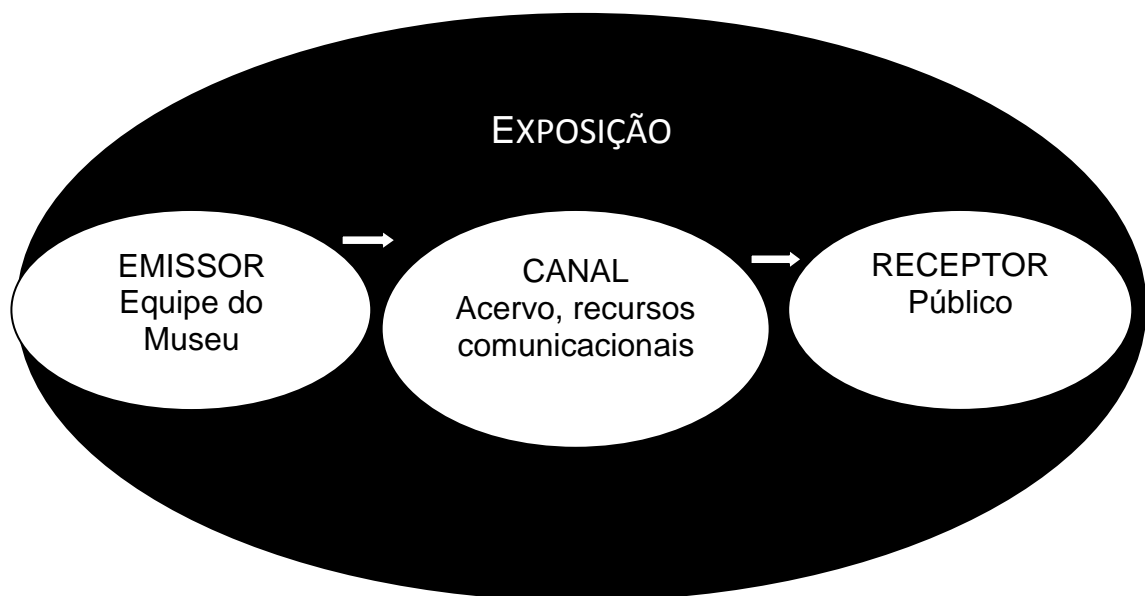 EXPOSIÇÃO
EMISSOR
Equipe do
Museu
CANAL
Acervo, recursos
comunicacionais
RECEPTOR
Público